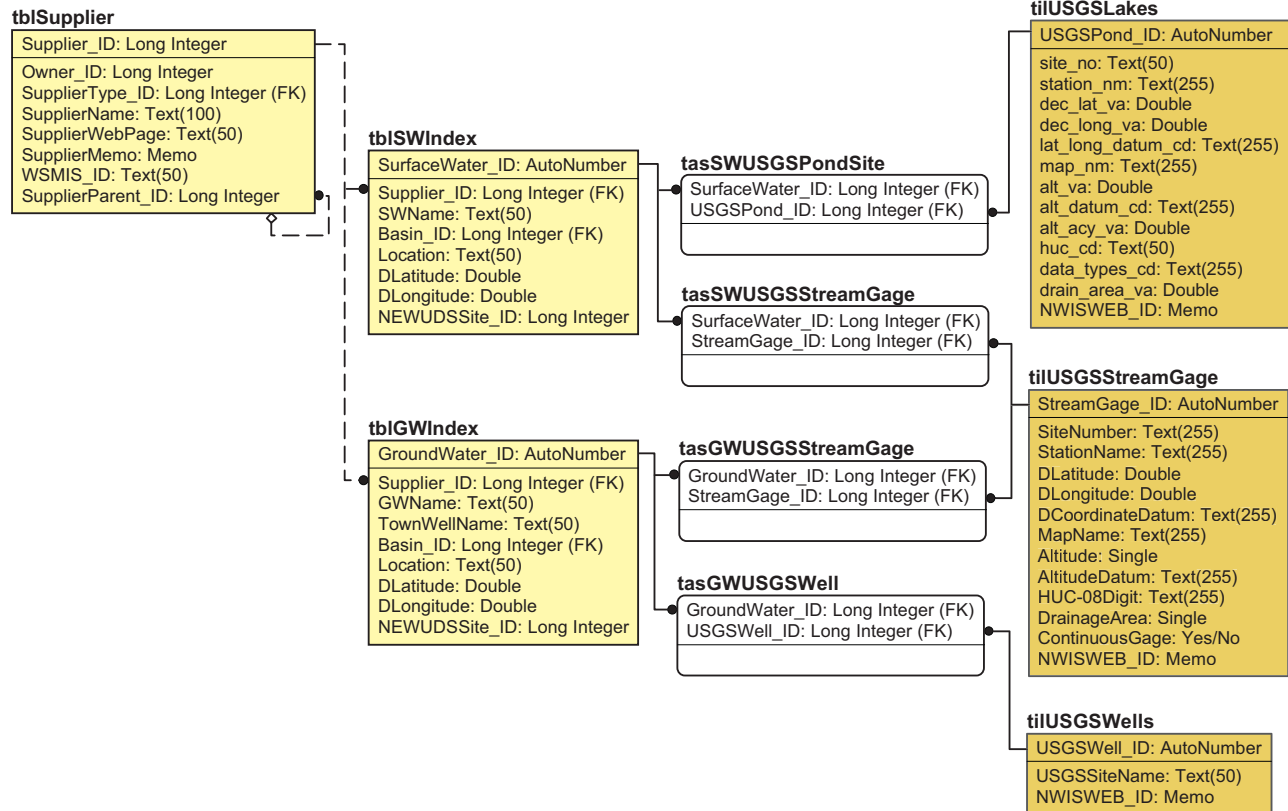 tblSupplier
Supplier_ID: Long Integer
Owner_ID: Long Integer
SupplierType_ID: Long Integer (FK)
SupplierName: Text(100)
SupplierWebPage: Text(50)
SupplierMemo: Memo
WSMIS_ID: Text(50)
SupplierParent_ID: Long Integer
tblSWIndex
SurfaceWater_ID: AutoNumber
Supplier_ID: Long Integer (FK)
SWName: Text(50)
Basin_ID: Long Integer (FK)
Location: Text(50)
DLatitude: Double
DLongitude: Double
NEWUDSSite_ID: Long Integer
tblGWIndex
GroundWater_ID: AutoNumber
Supplier_ID: Long Integer (FK)
GWName: Text(50)
TownWellName: Text(50)
Basin_ID: Long Integer (FK)
Location: Text(50)
DLatitude: Double
DLongitude: Double
NEWUDSSite_ID: Long Integer
tasSWUSGSPondSite
SurfaceWater_ID: Long Integer (FK)
USGSPond_ID: Long Integer (FK)
tasSWUSGSStreamGage
SurfaceWater_ID: Long Integer (FK)
StreamGage_ID: Long Integer (FK)
tasGWUSGSStreamGage
GroundWater_ID: Long Integer (FK)
StreamGage_ID: Long Integer (FK)
tasGWUSGSWell
GroundWater_ID: Long Integer (FK)
USGSWell_ID: Long Integer (FK)
tilUSGSLakes
USGSPond_ID: AutoNumber
site_no: Text(50)
station_nm: Text(255)
dec_lat_va: Double
dec_long_va: Double
lat_long_datum_cd: Text(255)
map_nm: Text(255)
alt_va: Double
alt_datum_cd: Text(255)
alt_acy_va: Double
huc_cd: Text(50)
data_types_cd: Text(255)
drain_area_va: Double
NWISWEB_ID: Memo
tilUSGSStreamGage
StreamGage_ID: AutoNumber
SiteNumber: Text(255)
StationName: Text(255)
DLatitude: Double
DLongitude: Double
DCoordinateDatum: Text(255)
MapName: Text(255)
Altitude: Single
AltitudeDatum: Text(255)
HUC-08Digit: Text(255)
DrainageArea: Single
ContinuousGage: Yes/No
NWISWEB_ID: Memo
tilUSGSWells
USGSWell_ID: AutoNumber
USGSSiteName: Text(50)
NWISWEB_ID: Memo